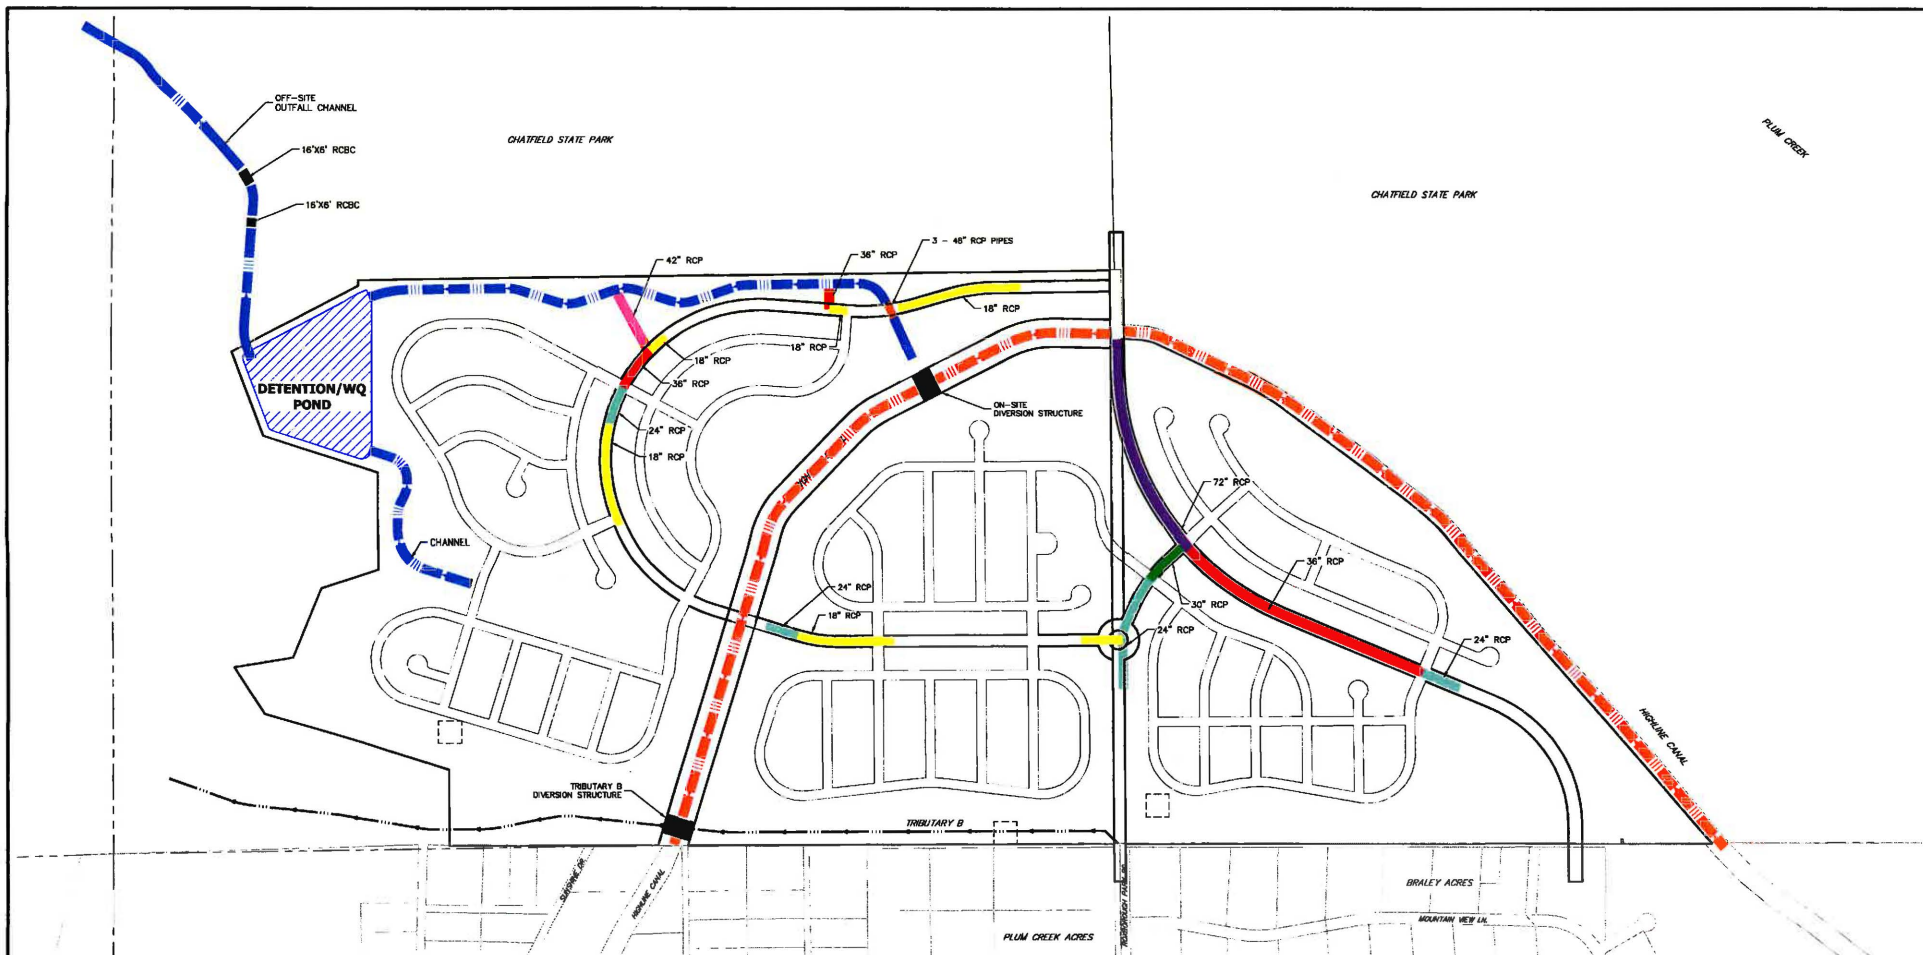 OFF-SITE
OUTFALL CHANNEL
16'X6' RCBC
16'X6' RCBC
CHATFIELD STATE PARK
PLUM CREEK
CHATFIELD STATE PARK
42" RCP
36" RCP
3 - 48" RCP PIPES
18" RCP
18" RCP
18" RCP
36" RCP
DETENTION/WQ
POND
ON-SITE
DIVERSION STRUCTURE
24" RCP
18" RCP
72" RCP
CHANNEL
36" RCP
24" RCP
18" RCP
30" RCP
24" RCP
24" RCP
HIGHLINE CANAL
TRIBUTARY B
DIVERSION STRUCTURE
TRIBUTARY B
SUNSHINE DR
HIGHLINE CANAL
BRALEY ACRES
MOUNTAIN VIEW LN.
PLUM CREEK ACRES